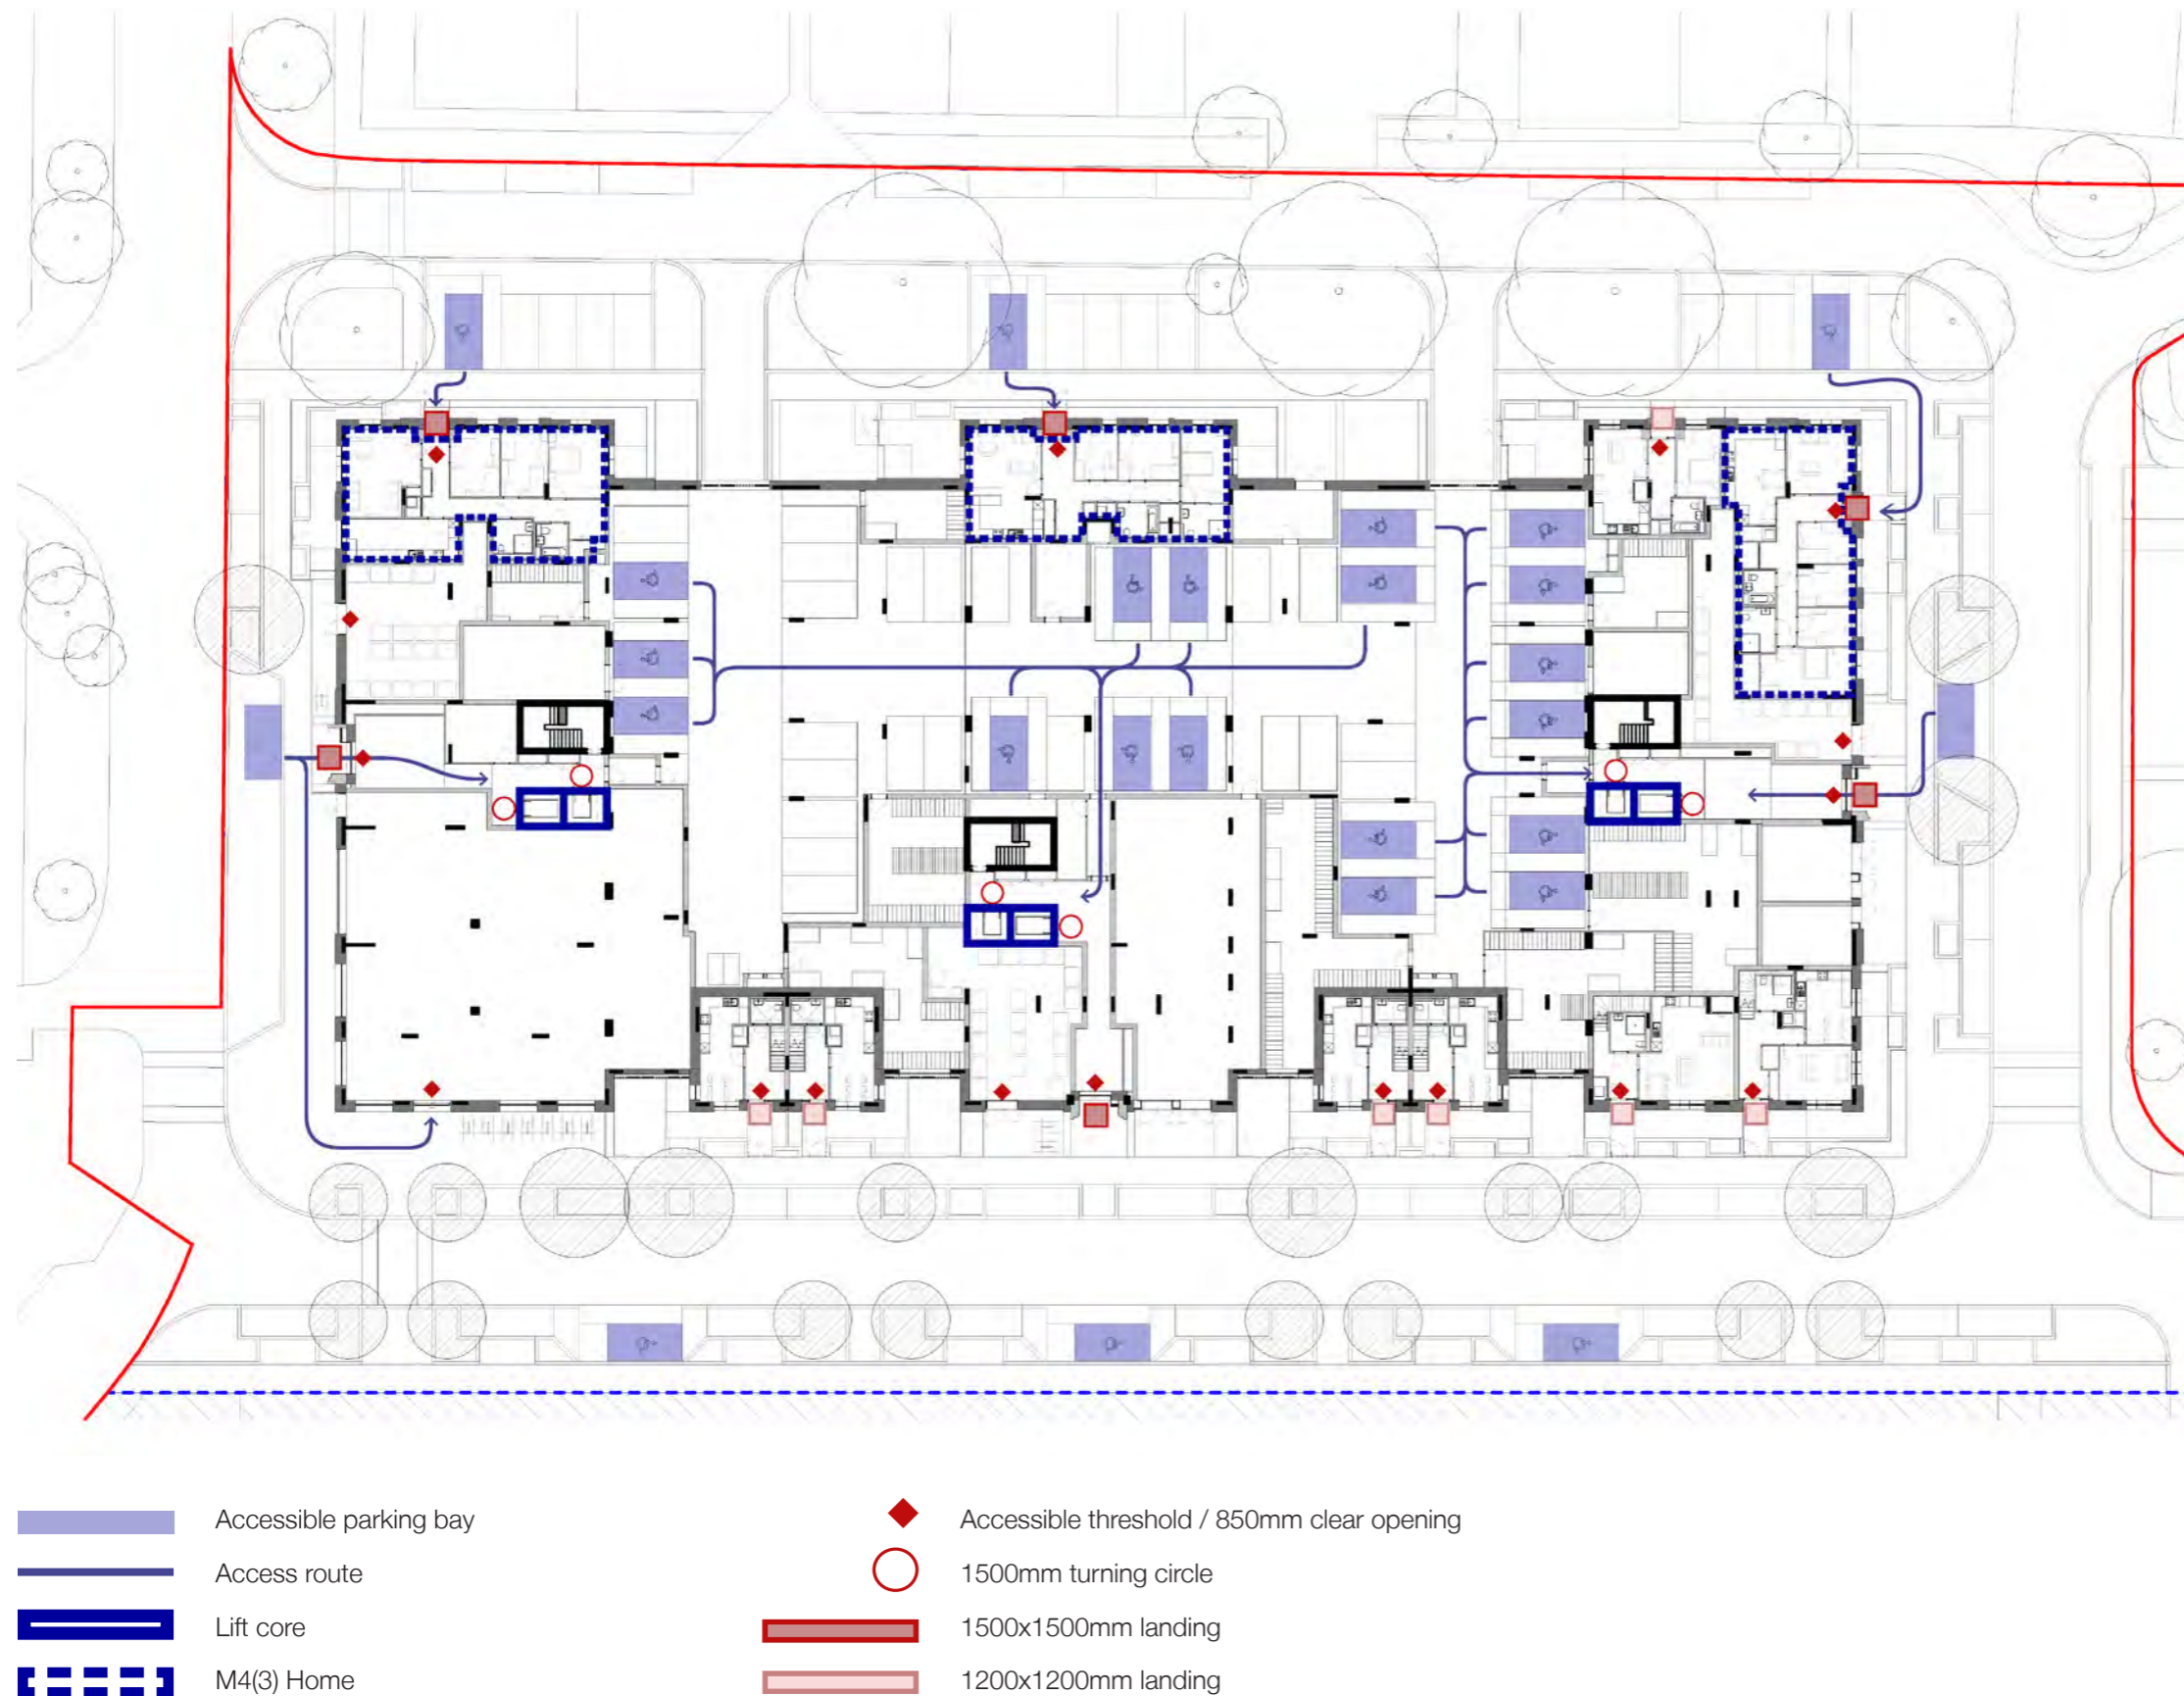 Accessible parking bay
Access route
Lift core
M4(3) Home
Accessible threshold / 850mm clear opening
1500mm turning circle
1500x1500mm landing
1200x1200mm landing